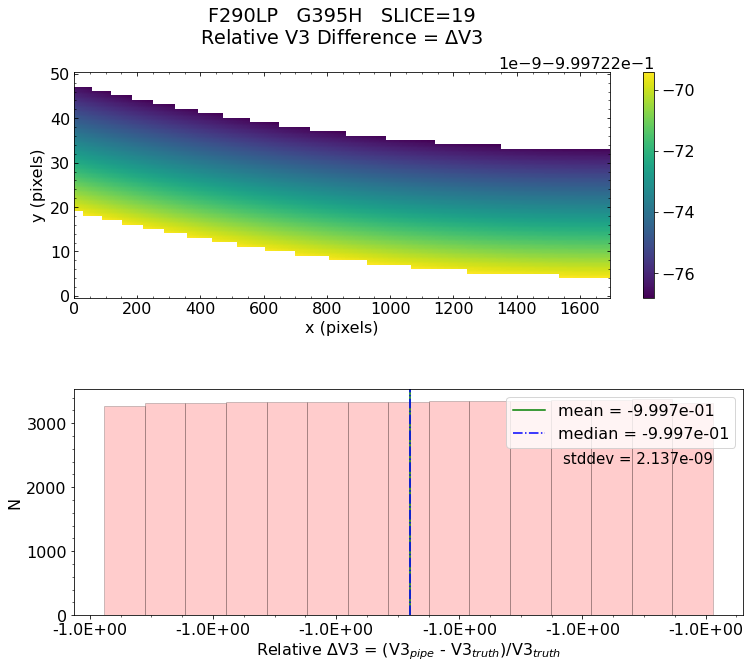 F290LP   G395H   SLICE=19
Relative V3 Difference = ΔV3
1e−9−9.99722e−1
50
40
30
20
10
0
y (pixels)
0 200 400 600 800 1000 1200 1400 1600
x (pixels)
−70
−72
−74
−76
3000
2000
1000
0
N
mean = -9.997e-01
median = -9.997e-01
stddev = 2.137e-09
-1.0E+00 -1.0E+00 -1.0E+00 -1.0E+00 -1.0E+00 -1.0E+00
Relative ΔV3 = (V3pipe - V3truth)/V3truth